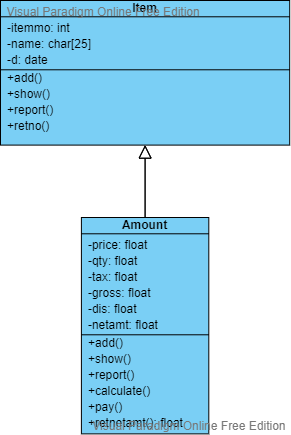 Visual Paradigm Online Free Edition
Item
-itemmo: int
-name: char[25]
-d: date
+add()
+show()
+report()
+retno()
Amount
-price: float
-qty: float
-tax: float
-gross: float
-dis: float
-netamt: float
+add()
+show()
+report()
+calculate()
+pay()
+retnetamt(): float
Visual Paradigm Online Free Edition